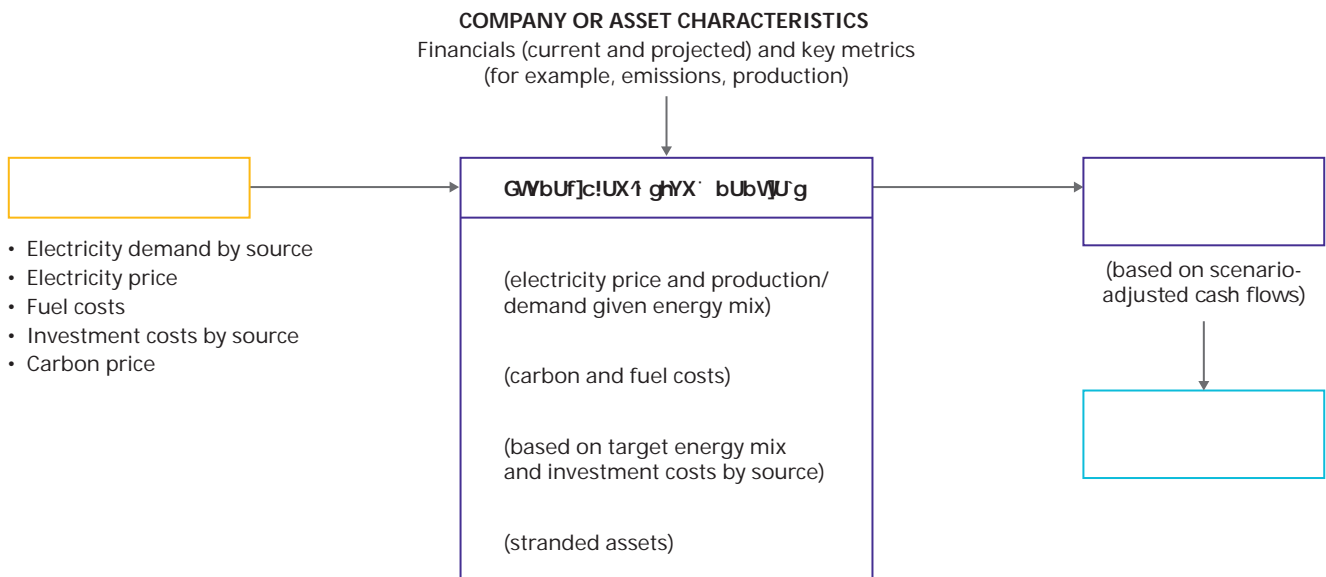 COMPANY OR ASSET CHARACTERISTICS
Financials (current and projected) and key metrics
(for example, emissions, production)
• Electricity demand by source
• Electricity price
• Fuel costs
• Investment costs by source
• Carbon price
(electricity price and production/
demand given energy mix)
(carbon and fuel costs)
(based on target energy mix
and investment costs by source)
(stranded assets)
(based on scenario-
adjusted cash flows)